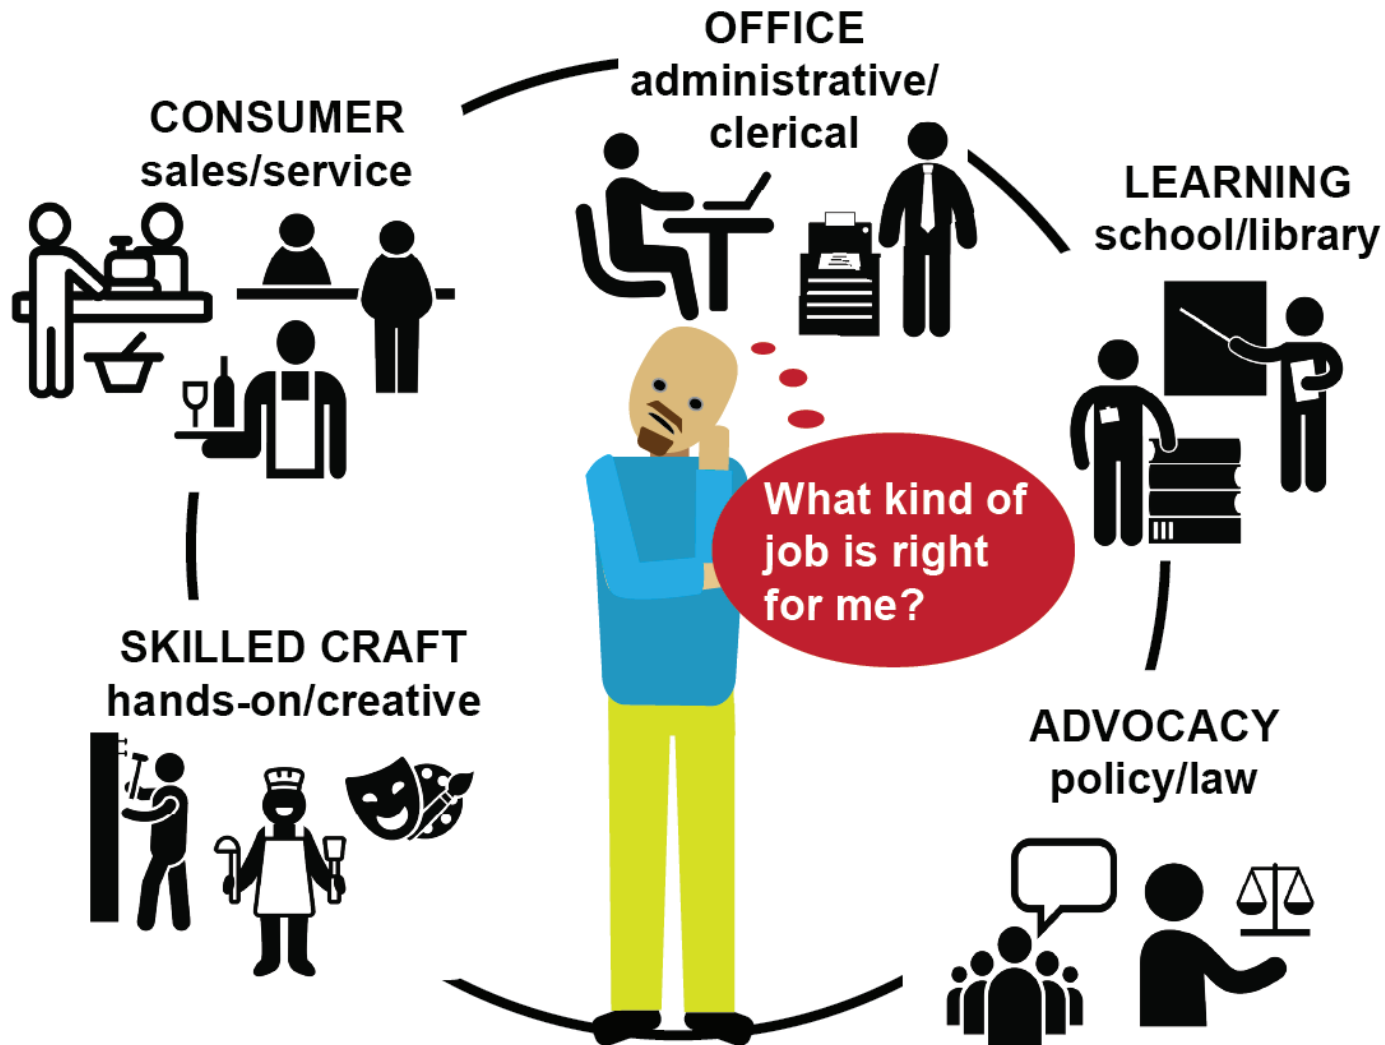 OFFICE
administrative/
clerical
CONSUMER
sales/service
LEARNING
school/library
What kind of
job is right
for me?
SKILLED CRAFT
hands-on/creative
ADVOCACY
policy/law